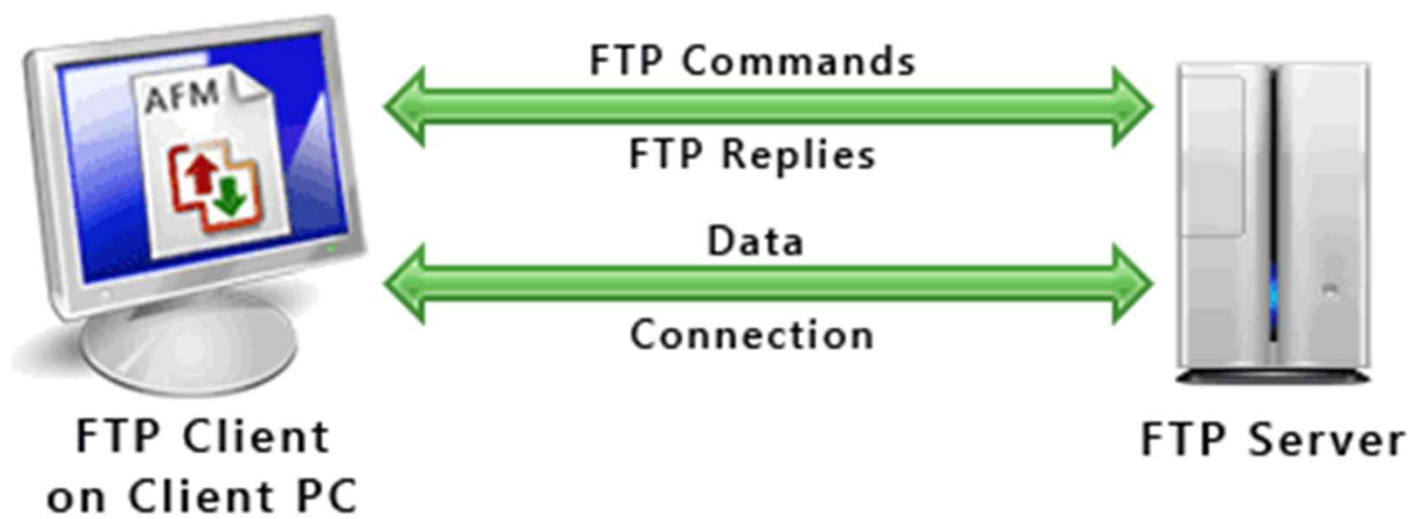 AFM
FTP Commands
FTP Replies
Data
Connection
FTP Client
on Client PC
FTP Server